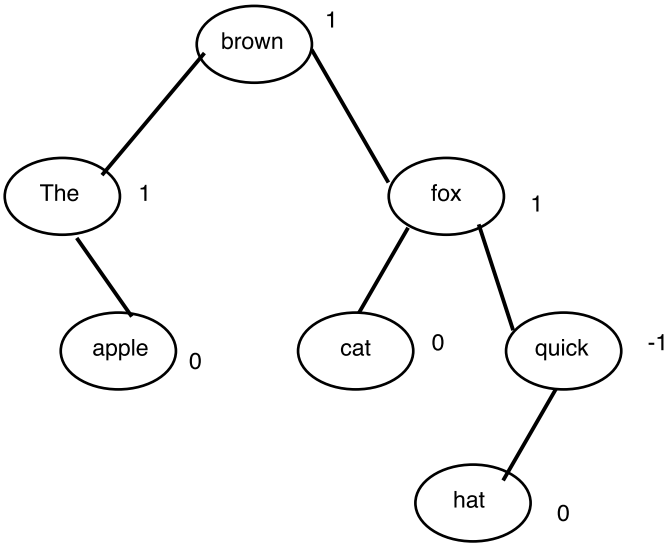 brown 1
The 1
fox 1
apple 0
cat 0
quick -1
hat 0